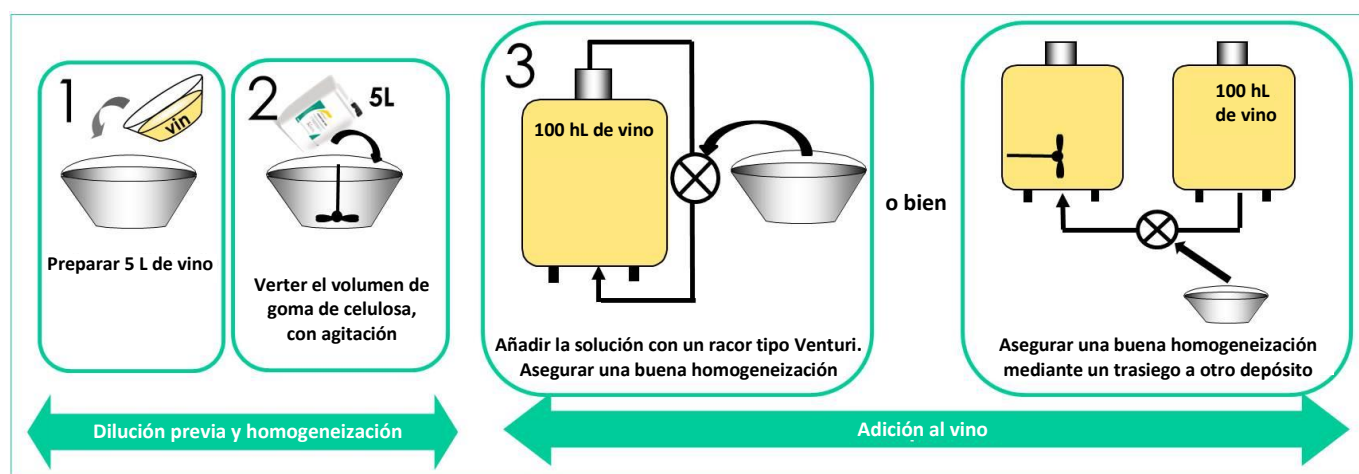 1
vin
Preparar 5 L de vino
2
5L
Verter el volumen de
goma de celulosa,
con agitación
3
100 hL de vino
Añadir la solución con un racor tipo Venturi.
Asegurar una buena homogeneización
o bien
100 hL
de vino
Asegurar una buena homogeneización
mediante un trasiego a otro depósito
Dilución previa y homogeneización
Adición al vino